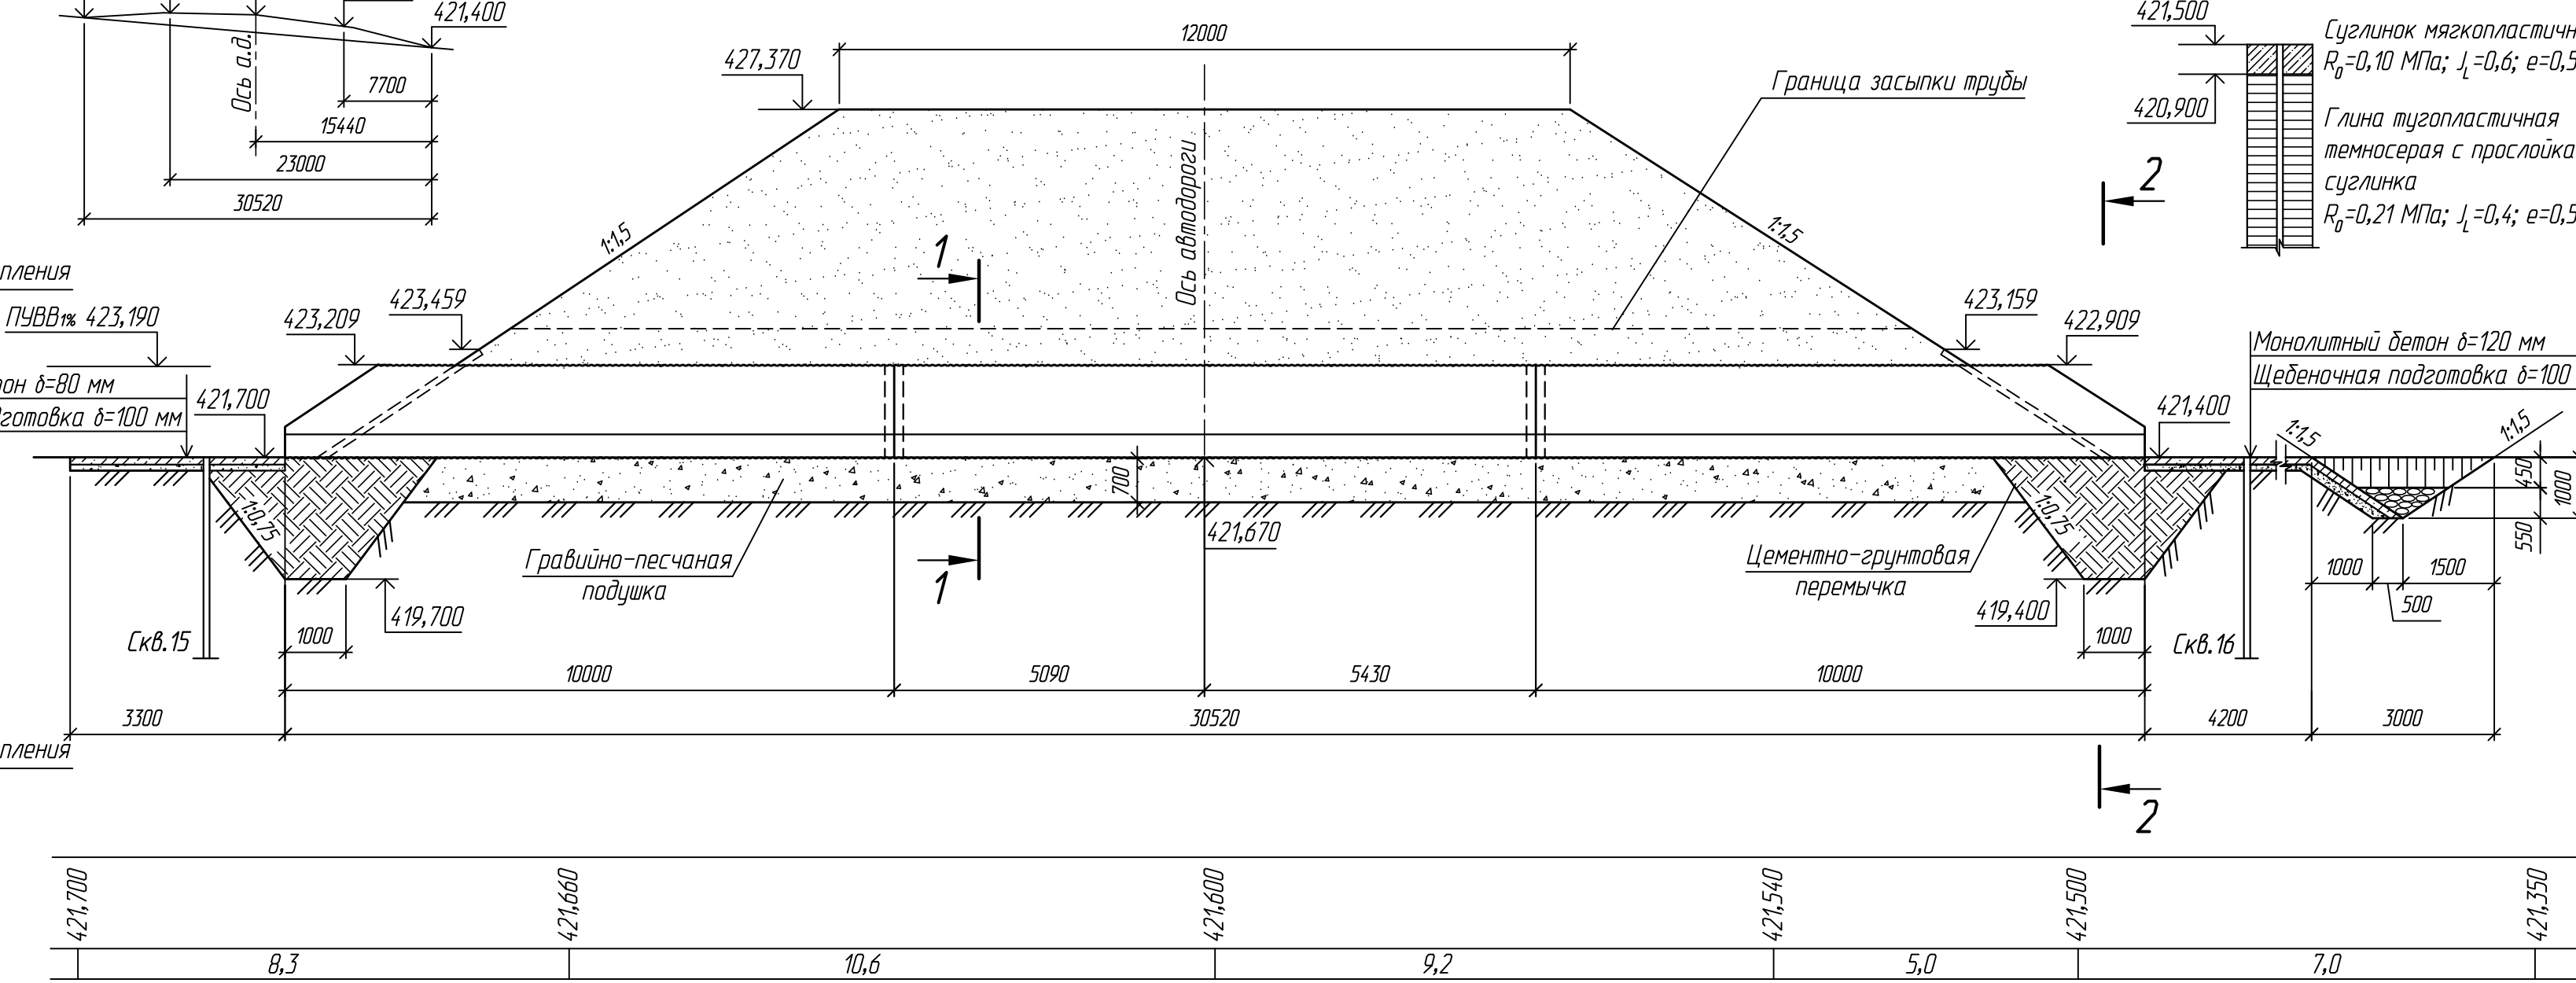 421,400
Ось а.д.
7700
15440
23000
30520
12000
427,370
Граница засыпки трубы
421,500
420,900
Суглинок мягкопластичн
R₀=0,10 МПа; J_L=0,6; e=0,5
Глина тугопластичная
темносерая с прослойка
суглинка
R₀=0,21 МПа; J_L=0,4; e=0,5
2
1:1,5
Ось автодороги
1:1,5
1
пления
ПУВВ1% 423,190
423,209
423,459
423,159
422,909
он δ=80 мм
готовка δ=100 мм
421,700
421,400
Монолитный бетон δ=120 мм
Щебеночная подготовка δ=100
1:1,5
1:1,5
450
1000
550
1:0,75
700
1:0,75
421,670
Гравийно-песчаная
подушка
1
Цементно-грунтовая
перемычка
1000
1500
500
419,700
419,400
Скв.15
1000
1000
Скв.16
10000
5090
5430
10000
3300
30520
4200
3000
пления
2
421,700
421,660
421,600
421,540
421,500
421,350
8,3
10,6
9,2
5,0
7,0